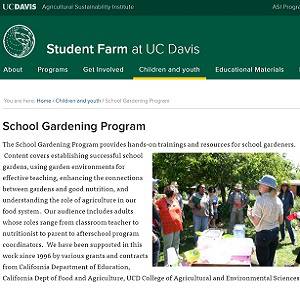 UCDAVIS Agricultural Sustainability Institute ASI Progra
Student Farm at UC Davis
About Programs Get Involved Children and youth Educational Materials
You are here: Home › Children and youth / School Gardening Program
School Gardening Program
The School Gardening Program provides hands-on trainings and resources for school gardeners.
Content covers establishing successful school
gardens, using garden environments for
effective teaching, enhancing the connections
between gardens and good nutrition, and
understanding the role of agriculture in our
food system. Our audience includes adults
whose roles range from classroom teacher to
nutritionist to parent to afterschool program
coordinators. We have been supported in this
work since 1996 by various grants and contracts
from California Department of Education,
California Dept of Food and Agriculture, UCD College of Agricultural and Environmental Sciences